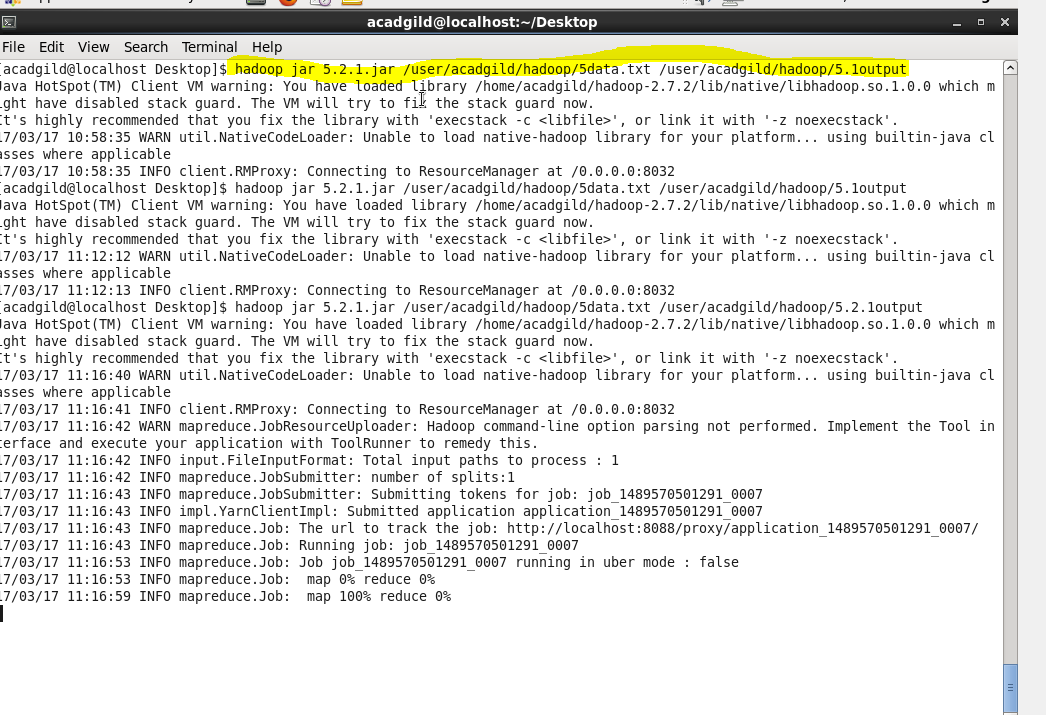 acadgild@localhost:~/Desktop
File Edit View Search Terminal Help
[acadgild@localhost Desktop]$ hadoop jar 5.2.1.jar /user/acadgild/hadoop/5data.txt /user/acadgild/hadoop/5.1output
Java HotSpot(TM) Client VM warning: You have loaded library /home/acadgild/hadoop-2.7.2/lib/native/libhadoop.so.1.0.0 which m
ight have disabled stack guard. The VM will try to fix the stack guard now.
It's highly recommended that you fix the library with 'execstack -c <libfile>', or link it with '-z noexecstack'.
17/03/17 10:58:35 WARN util.NativeCodeLoader: Unable to load native-hadoop library for your platform... using builtin-java cl
asses where applicable
17/03/17 10:58:35 INFO client.RMProxy: Connecting to ResourceManager at /0.0.0.0:8032
[acadgild@localhost Desktop]$ hadoop jar 5.2.1.jar /user/acadgild/hadoop/5data.txt /user/acadgild/hadoop/5.1output
Java HotSpot(TM) Client VM warning: You have loaded library /home/acadgild/hadoop-2.7.2/lib/native/libhadoop.so.1.0.0 which m
ight have disabled stack guard. The VM will try to fix the stack guard now.
It's highly recommended that you fix the library with 'execstack -c <libfile>', or link it with '-z noexecstack'.
17/03/17 11:12:12 WARN util.NativeCodeLoader: Unable to load native-hadoop library for your platform... using builtin-java cl
asses where applicable
17/03/17 11:12:13 INFO client.RMProxy: Connecting to ResourceManager at /0.0.0.0:8032
[acadgild@localhost Desktop]$ hadoop jar 5.2.1.jar /user/acadgild/hadoop/5data.txt /user/acadgild/hadoop/5.2.1output
Java HotSpot(TM) Client VM warning: You have loaded library /home/acadgild/hadoop-2.7.2/lib/native/libhadoop.so.1.0.0 which m
ight have disabled stack guard. The VM will try to fix the stack guard now.
It's highly recommended that you fix the library with 'execstack -c <libfile>', or link it with '-z noexecstack'.
17/03/17 11:16:40 WARN util.NativeCodeLoader: Unable to load native-hadoop library for your platform... using builtin-java cl
asses where applicable
17/03/17 11:16:41 INFO client.RMProxy: Connecting to ResourceManager at /0.0.0.0:8032
17/03/17 11:16:42 WARN mapreduce.JobResourceUploader: Hadoop command-line option parsing not performed. Implement the Tool in
terface and execute your application with ToolRunner to remedy this.
17/03/17 11:16:42 INFO input.FileInputFormat: Total input paths to process : 1
17/03/17 11:16:42 INFO mapreduce.JobSubmitter: number of splits:1
17/03/17 11:16:43 INFO mapreduce.JobSubmitter: Submitting tokens for job: job_1489570501291_0007
17/03/17 11:16:43 INFO impl.YarnClientImpl: Submitted application application_1489570501291_0007
17/03/17 11:16:43 INFO mapreduce.Job: The url to track the job: http://localhost:8088/proxy/application_1489570501291_0007/
17/03/17 11:16:43 INFO mapreduce.Job: Running job: job_1489570501291_0007
17/03/17 11:16:53 INFO mapreduce.Job: Job job_1489570501291_0007 running in uber mode : false
17/03/17 11:16:53 INFO mapreduce.Job:  map 0% reduce 0%
17/03/17 11:16:59 INFO mapreduce.Job:  map 100% reduce 0%